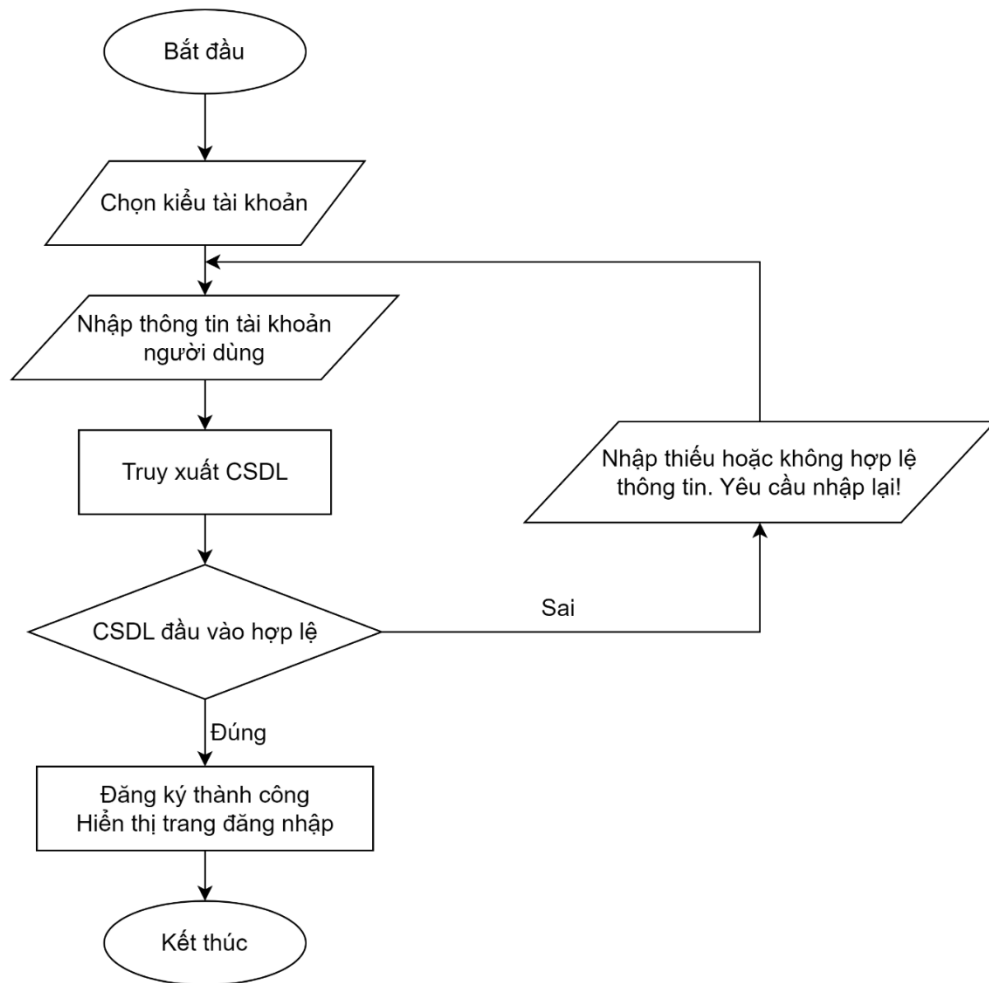 Bắt đầu
Chọn kiểu tài khoản
Nhập thông tin tài khoản
người dùng
Truy xuất CSDL
Nhập thiếu hoặc không hợp lệ
thông tin. Yêu cầu nhập lại!
CSDL đầu vào hợp lệ
Sai
Đúng
Đăng ký thành công
Hiển thị trang đăng nhập
Kết thúc